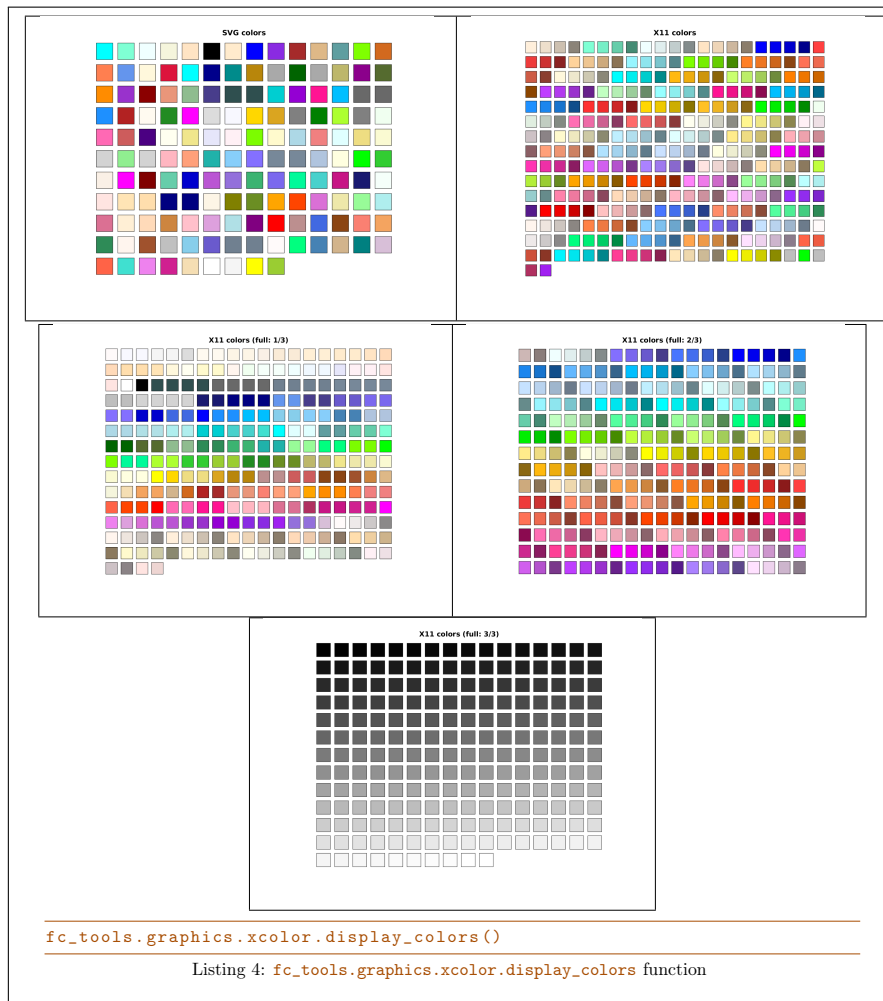 SVG colors
X11 colors
X11 colors (full: 1/3)
X11 colors (full: 2/3)
X11 colors (full: 3/3)
fc_tools.graphics.xcolor.display_colors()
Listing 4: fc_tools.graphics.xcolor.display_colors function